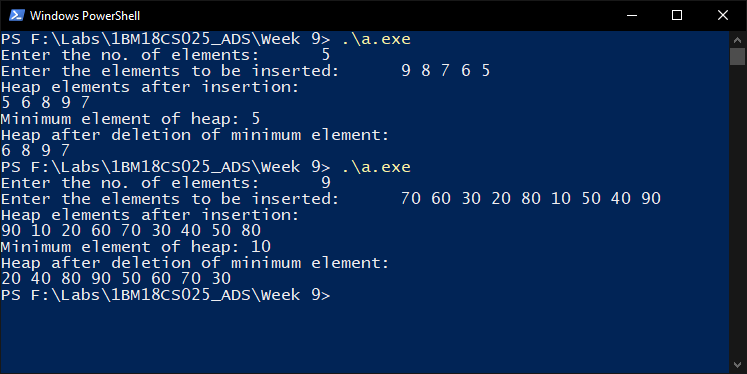 Windows PowerShell
PS F:\Labs\1BM18CS025_ADS\Week 9> .\a.exe
Enter the no. of elements:      5
Enter the elements to be inserted:      9 8 7 6 5
Heap elements after insertion:
5 6 8 9 7
Minimum element of heap: 5
Heap after deletion of minimum element:
6 8 9 7
PS F:\Labs\1BM18CS025_ADS\Week 9> .\a.exe
Enter the no. of elements:      9
Enter the elements to be inserted:      70 60 30 20 80 10 50 40 90
Heap elements after insertion:
90 10 20 60 70 30 40 50 80
Minimum element of heap: 10
Heap after deletion of minimum element:
20 40 80 90 50 60 70 30
PS F:\Labs\1BM18CS025_ADS\Week 9>